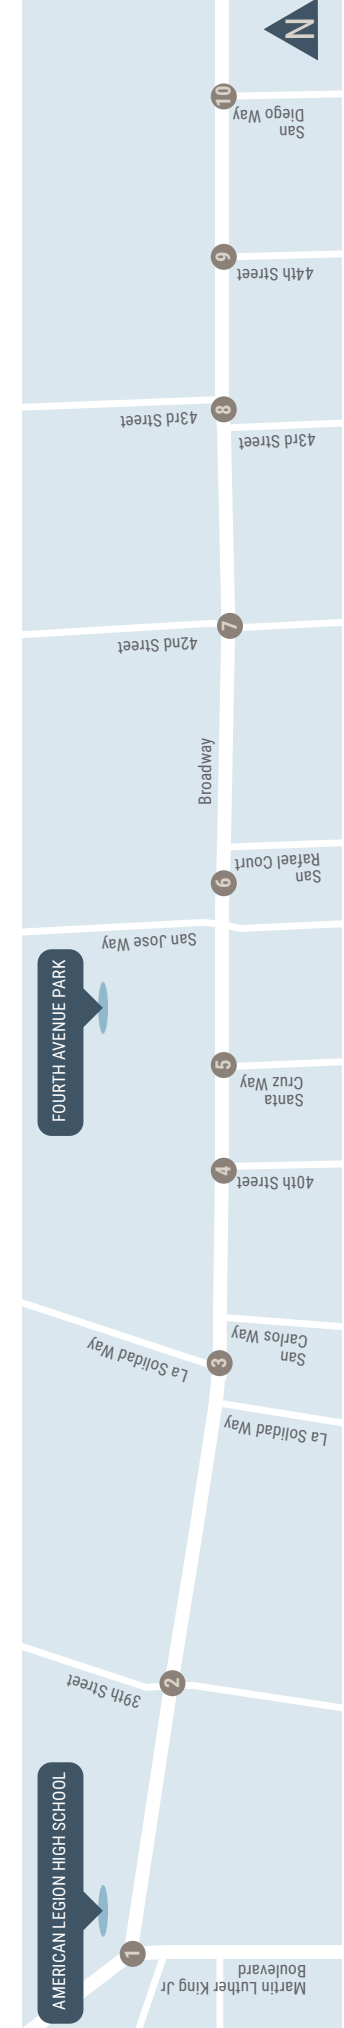 N
10
San
Diego Way
9
44th Street
8
43rd Street
43rd Street
7
42nd Street
Broadway
San
Rafael Court
6
San Jose Way
FOURTH AVENUE PARK
5
Santa
Cruz Way
4
40th Street
San
Carlos Way
La Solidad Way
3
La Solidad Way
39th Street
2
AMERICAN LEGION HIGH SCHOOL
1
Martin Luther King Jr
Boulevard